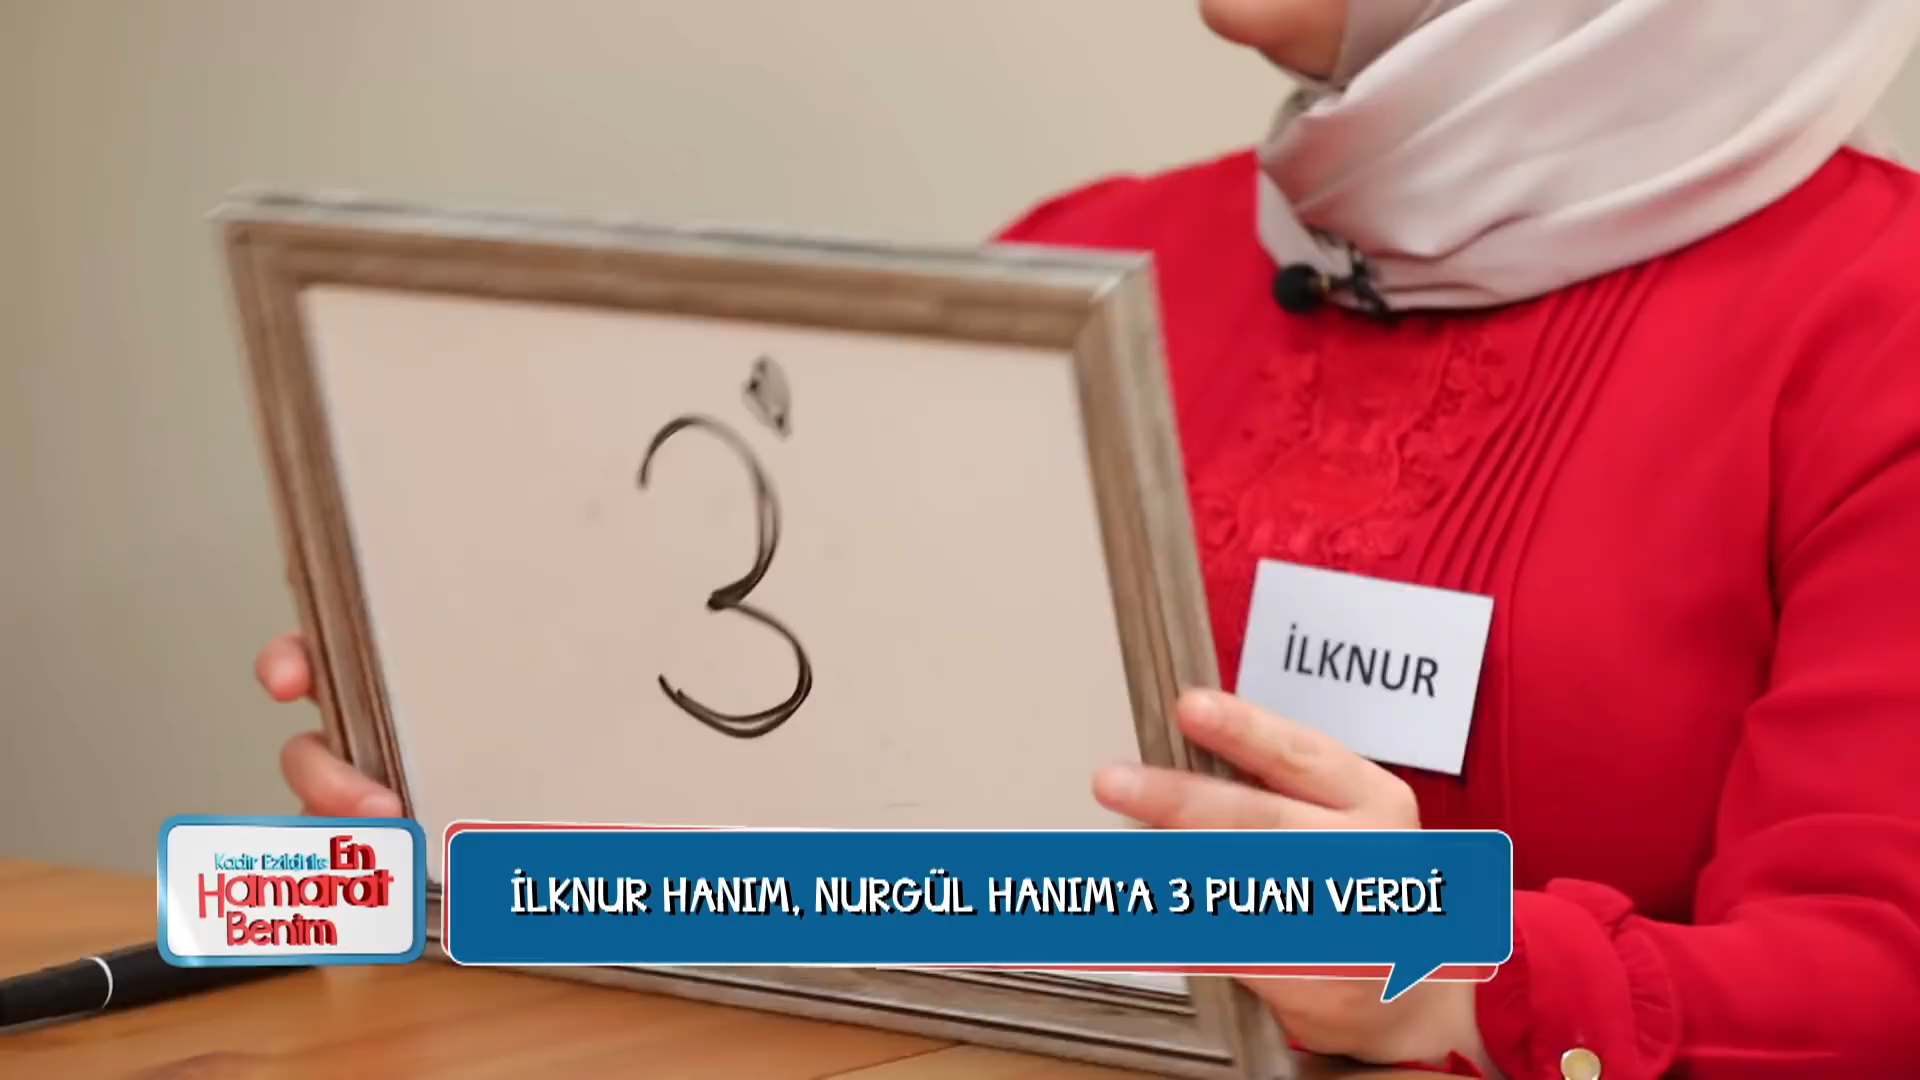 3
İLKNUR
Kadir Ezildi ile En
Hamarat
Benim
İLKNUR HANIM, NURGÜL HANIM'A 3 PUAN VERDİ